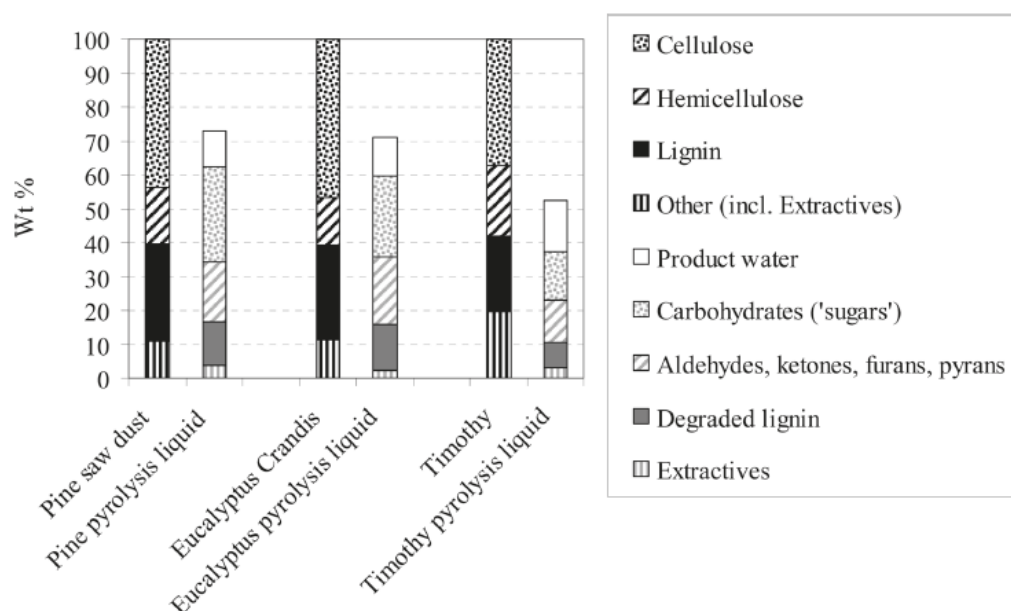 100
90
80
70
60
50
40
30
20
10
0
Wt %
Pine saw dust
Pine pyrolysis liquid
Eucalyptus Crandis
Eucalyptus pyrolysis liquid
Timothy
Timothy pyrolysis liquid
Cellulose
Hemicellulose
Lignin
Other (incl. Extractives)
Product water
Carbohydrates ('sugars')
Aldehydes, ketones, furans, pyrans
Degraded lignin
Extractives